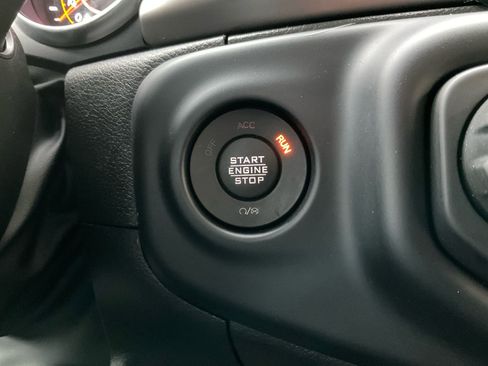 ACC
OFF
RUN
START
ENGINE
STOP